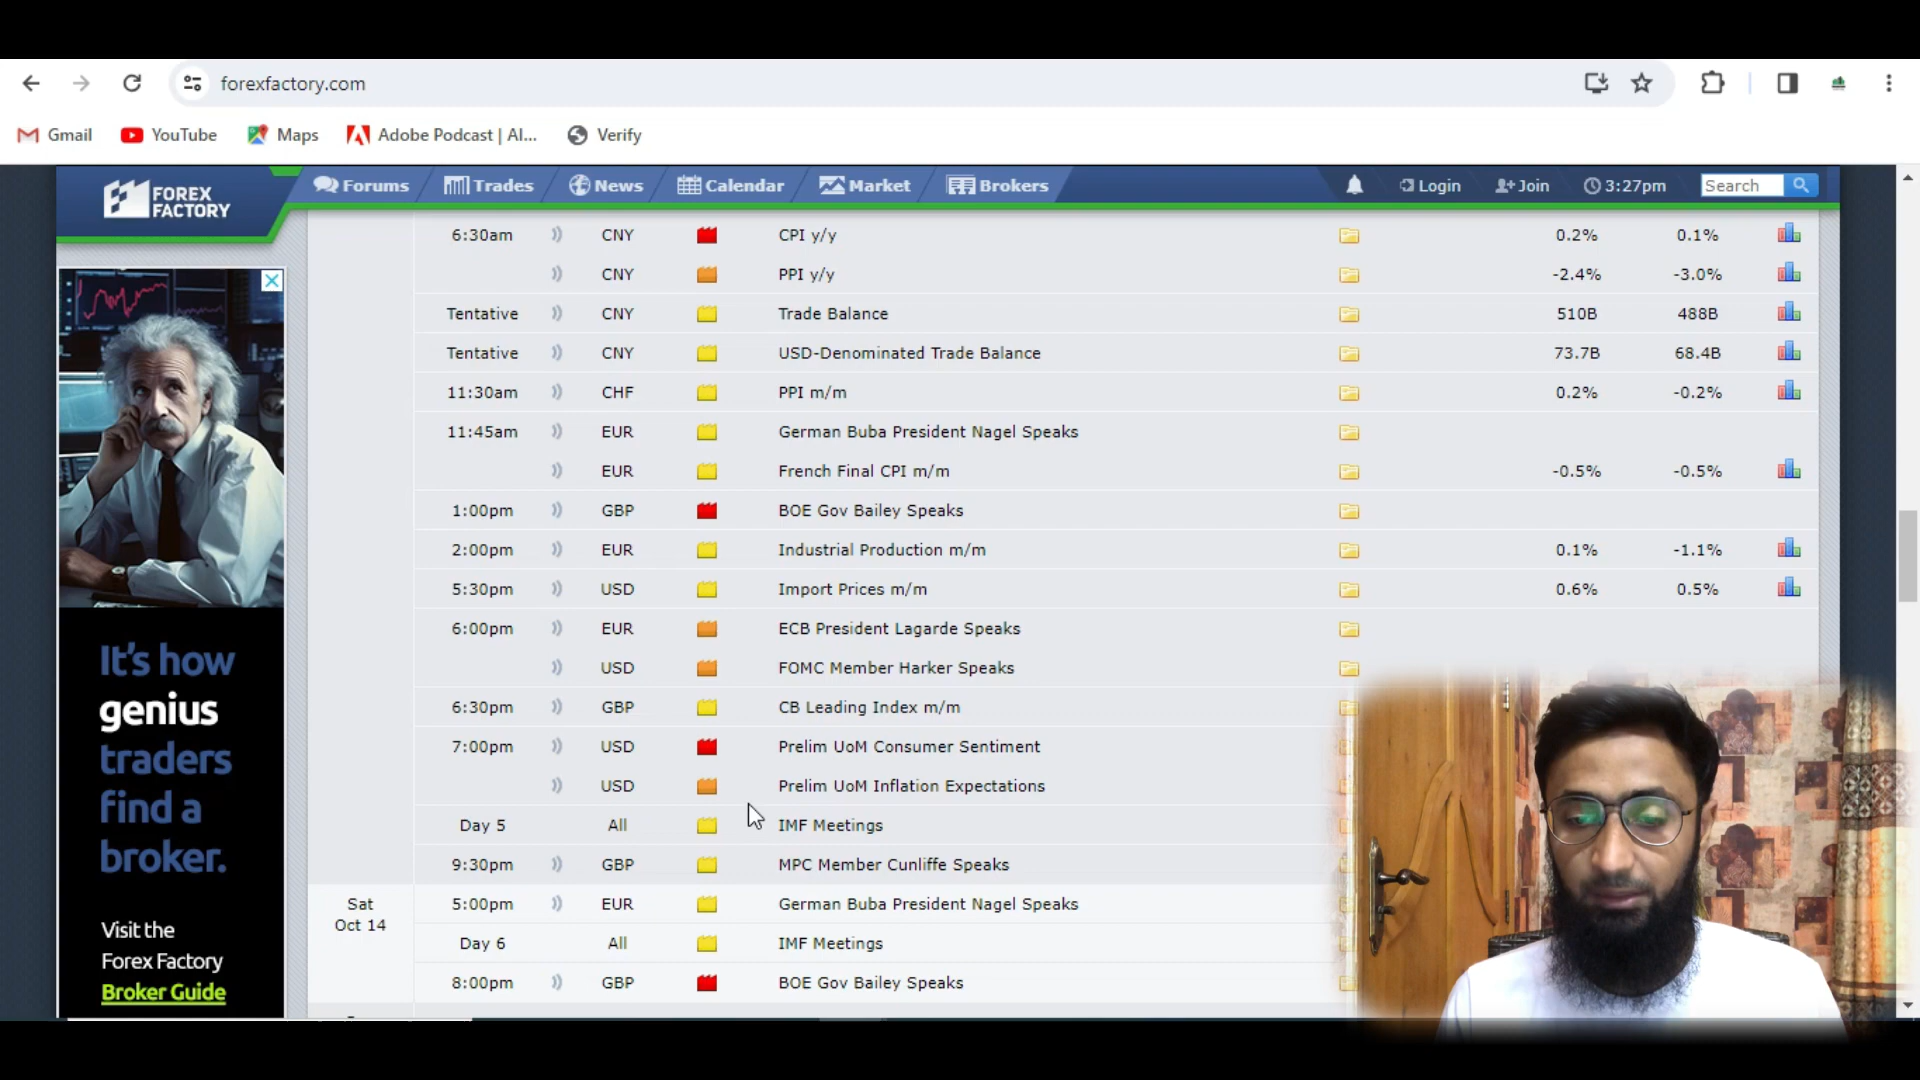 forexfactory.com
Gmail YouTube Maps Adobe Podcast | AI... Verify
FOREX FACTORY Forums Trades News Calendar Market Brokers Login Join 3:27pm Search
6:30am CNY CPI y/y 0.2% 0.1%
CNY PPI y/y -2.4% -3.0%
Tentative CNY Trade Balance 510B 488B
Tentative CNY USD-Denominated Trade Balance 73.7B 68.4B
11:30am CHF PPI m/m 0.2% -0.2%
11:45am EUR German Buba President Nagel Speaks
EUR French Final CPI m/m -0.5% -0.5%
1:00pm GBP BOE Gov Bailey Speaks
2:00pm EUR Industrial Production m/m 0.1% -1.1%
5:30pm USD Import Prices m/m 0.6% 0.5%
6:00pm EUR ECB President Lagarde Speaks
USD FOMC Member Harker Speaks
6:30pm GBP CB Leading Index m/m
7:00pm USD Prelim UoM Consumer Sentiment
USD Prelim UoM Inflation Expectations
Day 5 All IMF Meetings
9:30pm GBP MPC Member Cunliffe Speaks
Sat Oct 14 5:00pm EUR German Buba President Nagel Speaks
Day 6 All IMF Meetings
8:00pm GBP BOE Gov Bailey Speaks
It's how
genius
traders
find a
broker.
Visit the
Forex Factory
Broker Guide